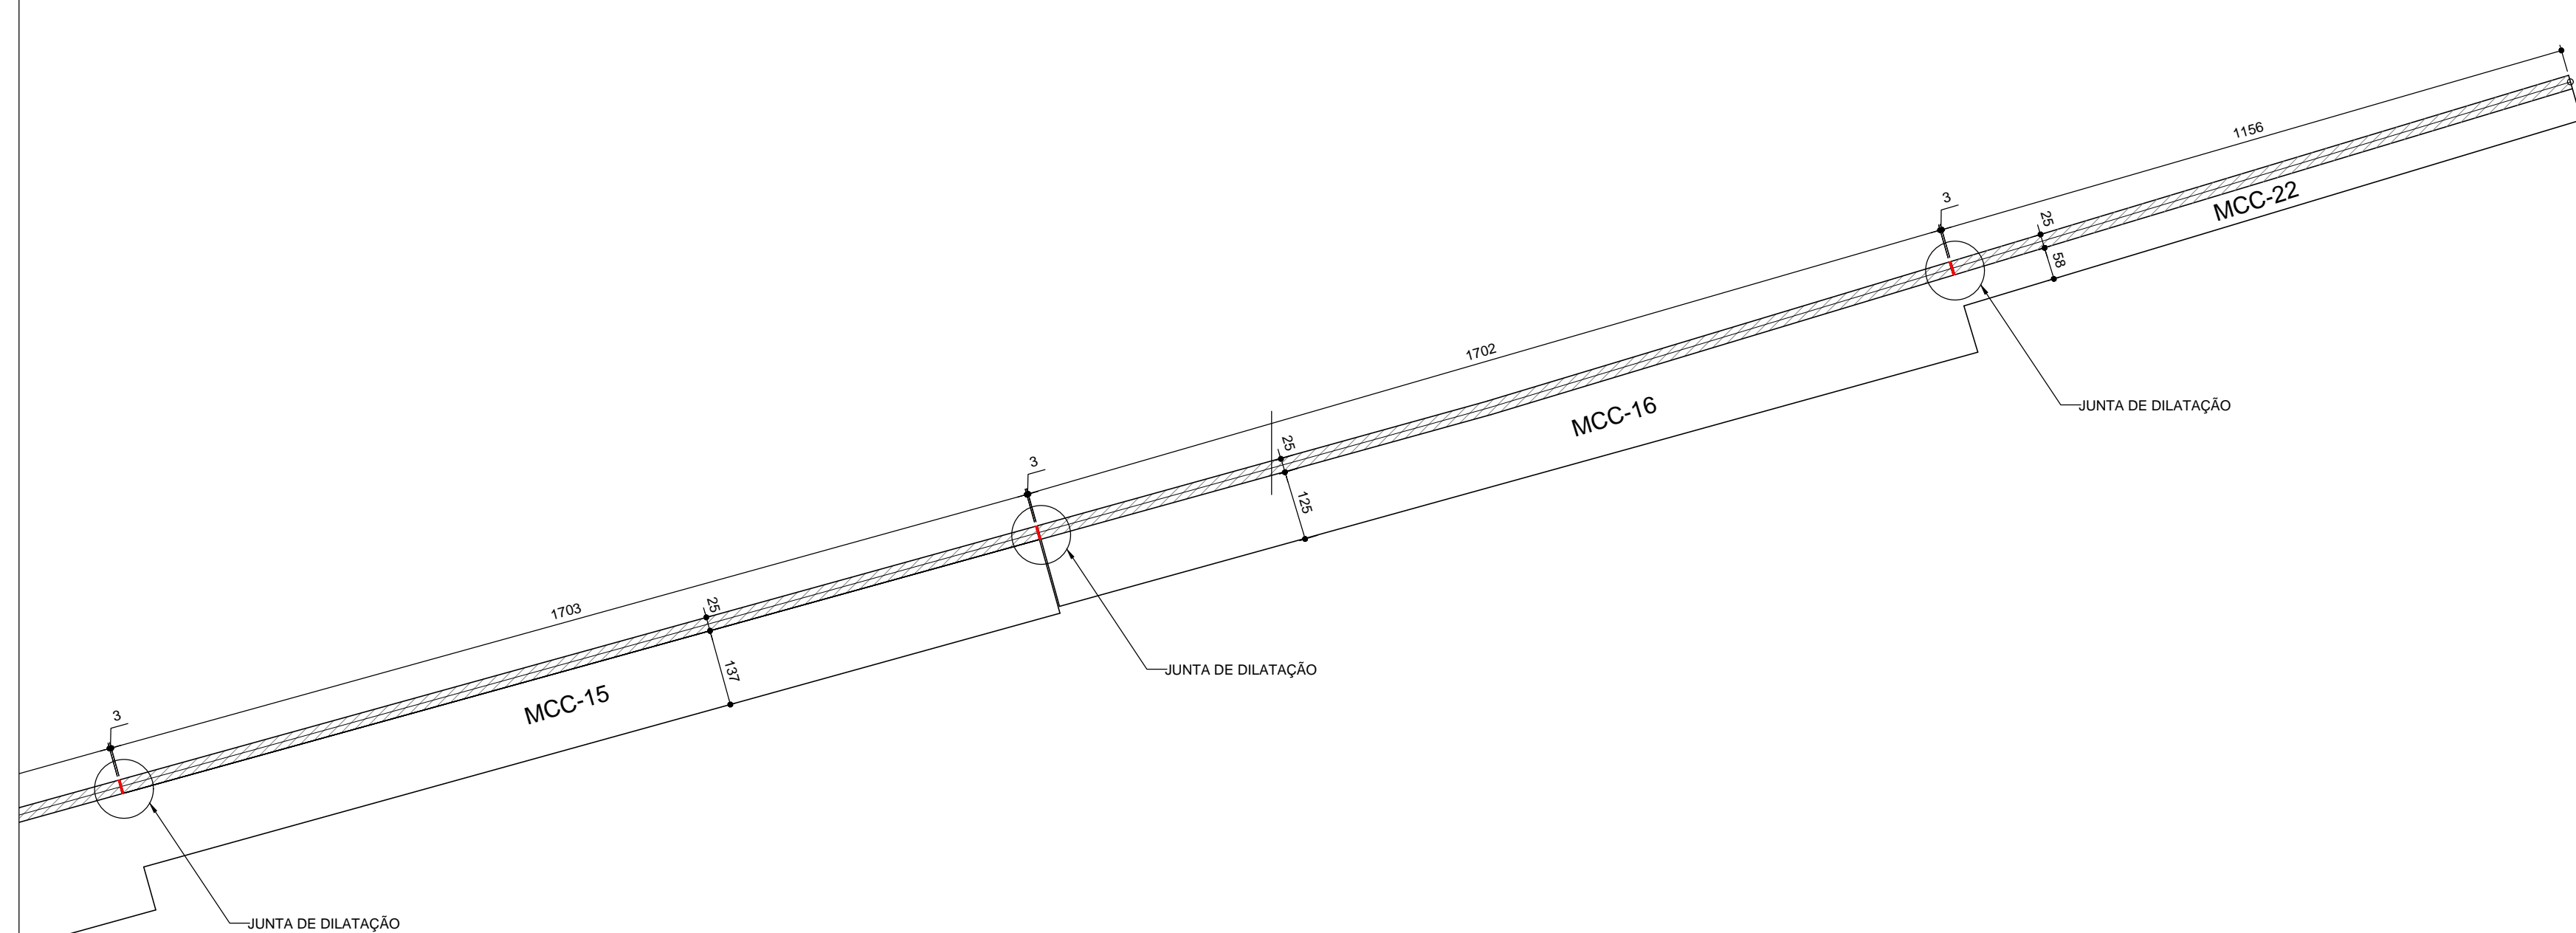 1156
3
25
MCC-22
58
1702
MCC-16
JUNTA DE DILATAÇÃO
3
25
125
1703
25
JUNTA DE DILATAÇÃO
137
MCC-15
3
JUNTA DE DILATAÇÃO